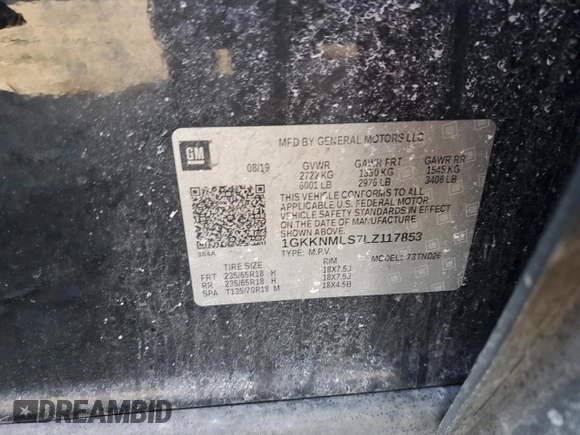 GM
MFD BY GENERAL MOTORS LLC
08/19 GVWR GAWR FRT GAWR RR
2722 KG 1350 KG 1545 KG
6001 LB 2976 LB 3406 LB
THIS VEHICLE CONFORMS TO ALL
APPLICABLE U.S. FEDERAL MOTOR
VEHICLE SAFETY STANDARDS IN EFFECT
ON THE DATE OF MANUFACTURE
SHOWN ABOVE.
1GKKNMLS7LZ117853
TYPE: M.P.V. MODEL: 7STND26
TIRE SIZE RIM
FRT 235/65R18 H 18X7.5J
RR 235/65R18 H 18X7.5J
SPA T135/70R18 M 18X4.5B
DREAMBID